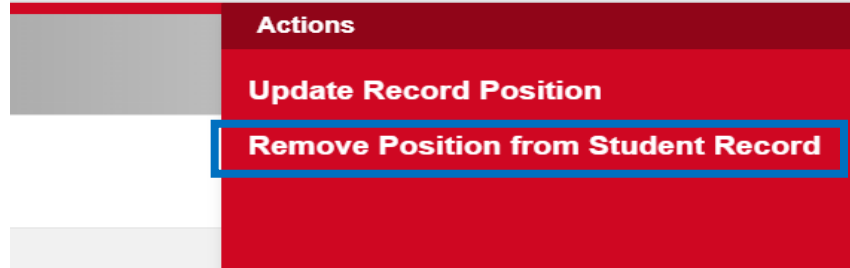 Actions
Update Record Position
Remove Position from Student Record